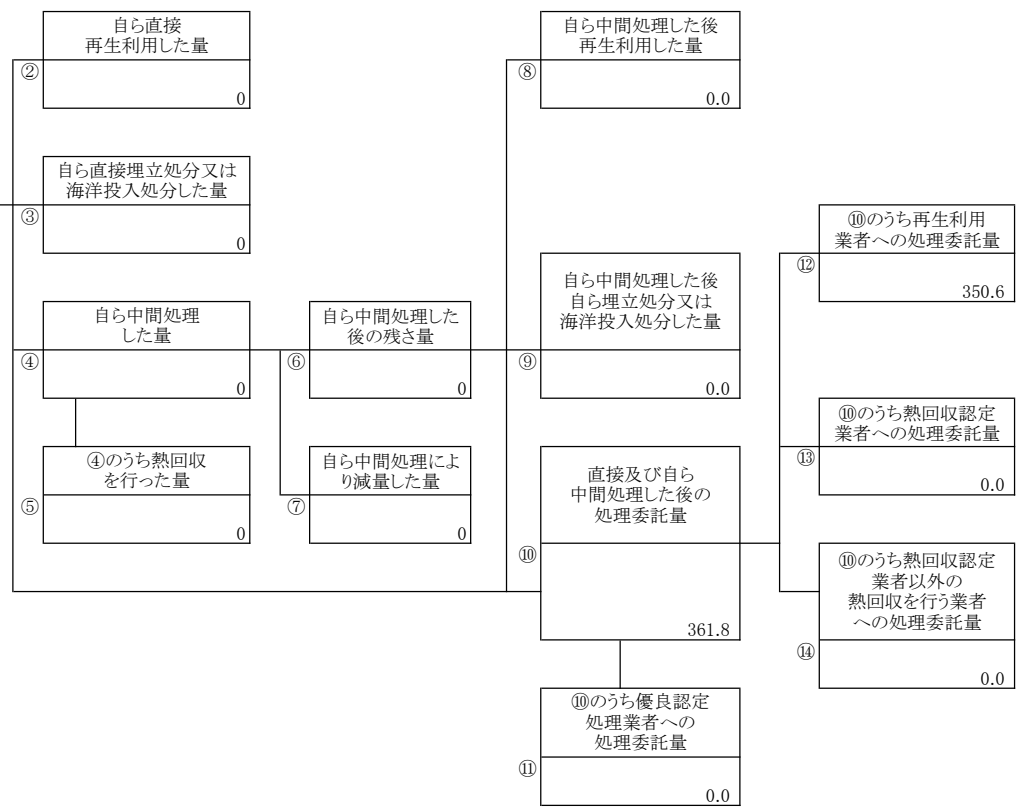 自ら直接
再生利用した量
②
0
自ら直接埋立処分又は
海洋投入処分した量
③
0
自ら中間処理
した量
④
0
④のうち熱回収
を行った量
⑤
0
自ら中間処理した
後の残さ量
⑥
0
自ら中間処理によ
り減量した量
⑦
0
自ら中間処理した後
再生利用した量
⑧
0.0
自ら中間処理した後
自ら埋立処分又は
海洋投入処分した量
⑨
0.0
直接及び自ら
中間処理した後の
処理委託量
⑩
361.8
⑩のうち優良認定
処理業者への
処理委託量
⑪
0.0
⑩のうち再生利用
業者への処理委託量
⑫
350.6
⑩のうち熱回収認定
業者への処理委託量
⑬
0.0
⑩のうち熱回収認定
業者以外の
熱回収を行う業者
への処理委託量
⑭
0.0